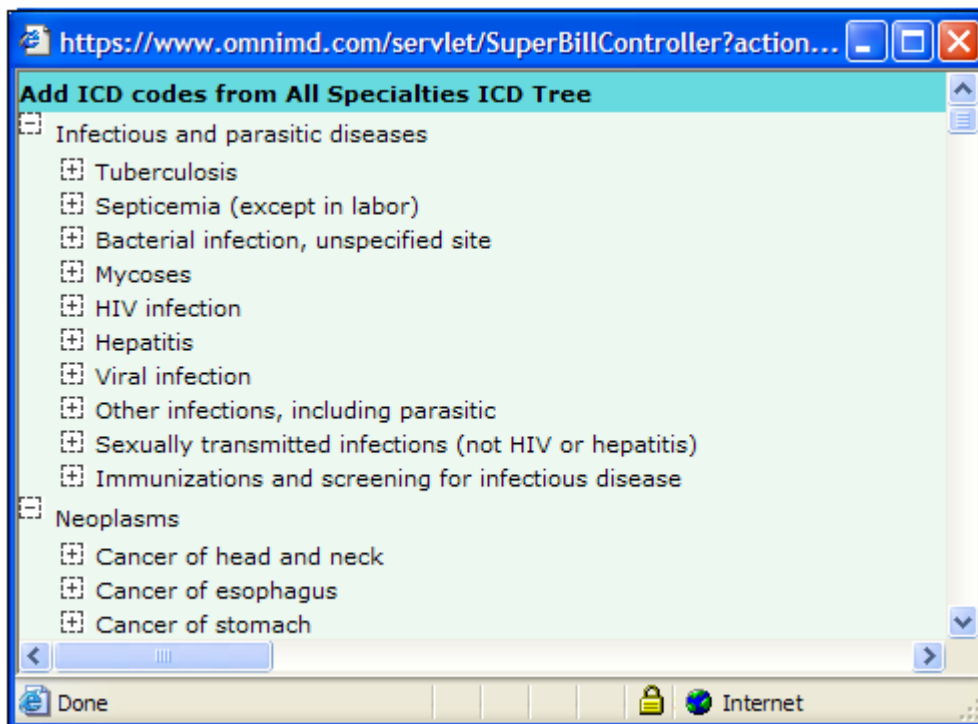 https://www.omnimd.com/servlet/SuperBillController?action...
Add ICD codes from All Specialties ICD Tree
Infectious and parasitic diseases
Tuberculosis
Septicemia (except in labor)
Bacterial infection, unspecified site
Mycoses
HIV infection
Hepatitis
Viral infection
Other infections, including parasitic
Sexually transmitted infections (not HIV or hepatitis)
Immunizations and screening for infectious disease
Neoplasms
Cancer of head and neck
Cancer of esophagus
Cancer of stomach
Done Internet